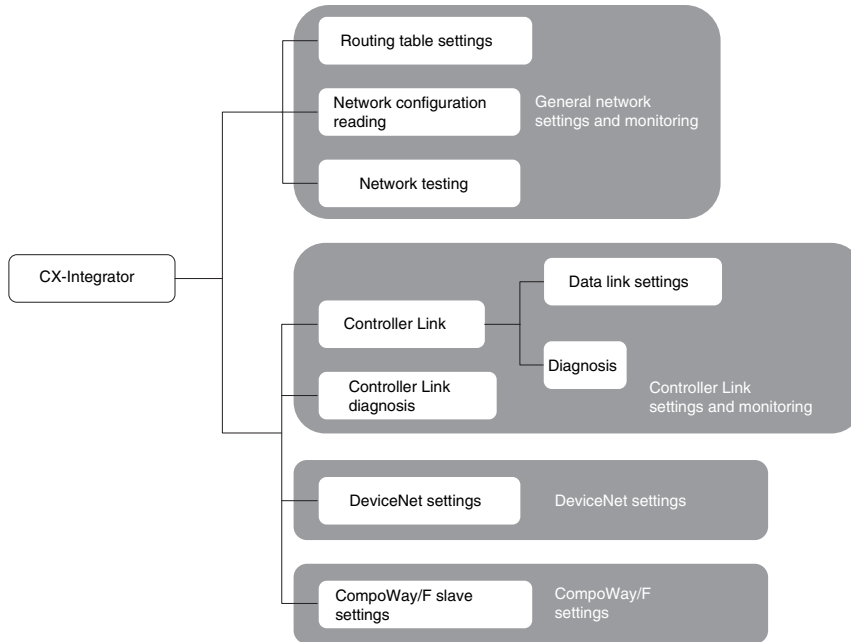 Routing table settings
Network configuration
reading
General network
settings and monitoring
Network testing
CX-Integrator
Data link settings
Controller Link
Diagnosis
Controller Link
diagnosis
Controller Link
settings and monitoring
DeviceNet settings
DeviceNet settings
CompoWay/F slave
settings
CompoWay/F
settings